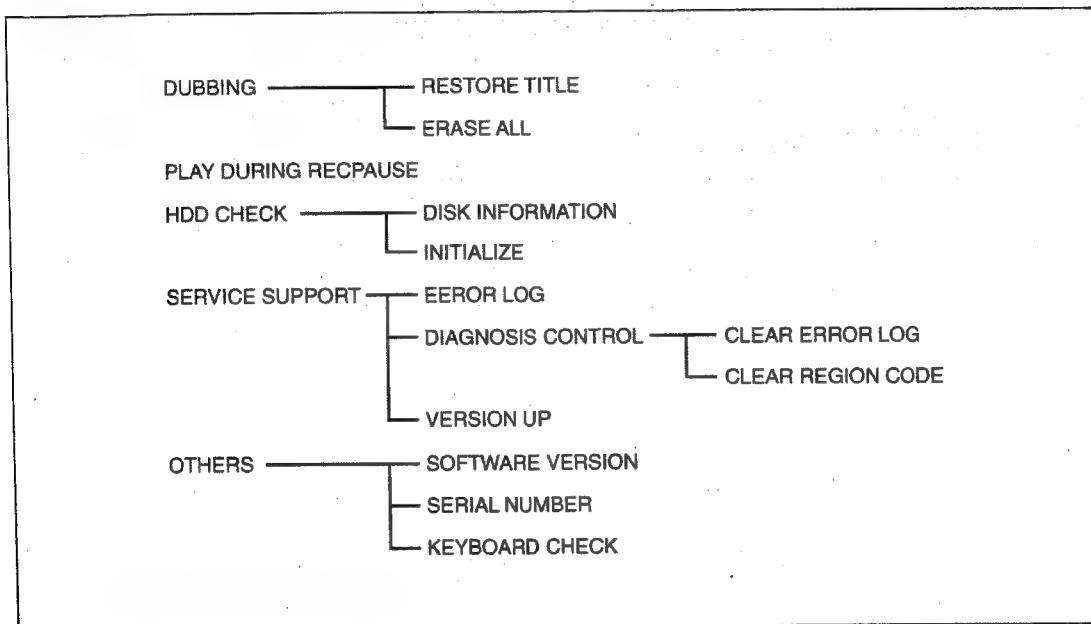 DUBBING RESTORE TITLE
ERASE ALL
PLAY DURING RECPAUSE
HDD CHECK DISK INFORMATION
INITIALIZE
SERVICE SUPPORT EEROR LOG
DIAGNOSIS CONTROL CLEAR ERROR LOG
CLEAR REGION CODE
VERSION UP
OTHERS SOFTWARE VERSION
SERIAL NUMBER
KEYBOARD CHECK